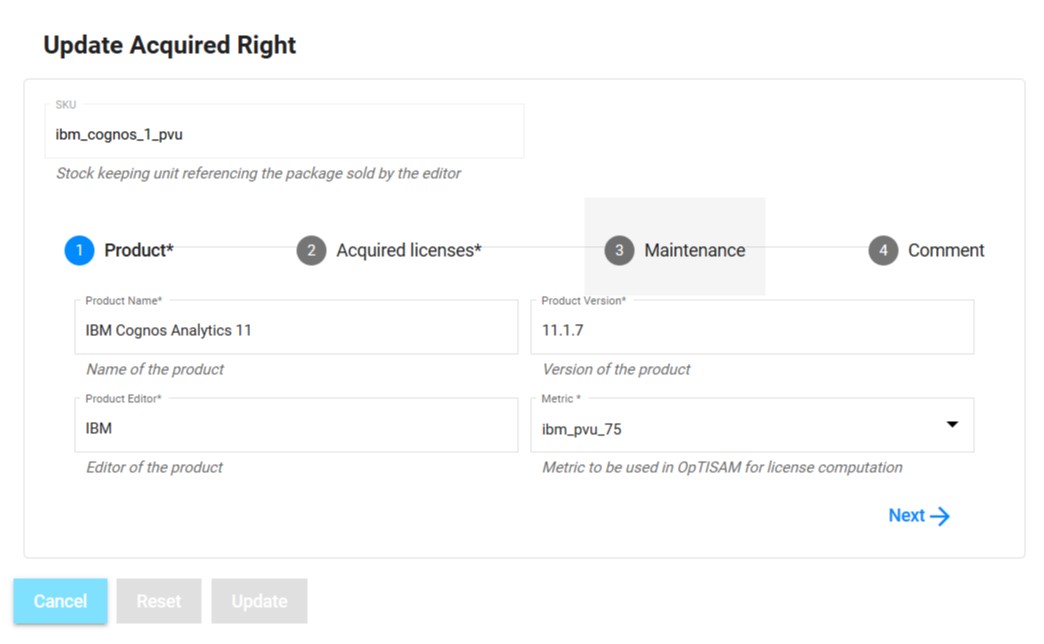 Update Acquired Right
SKU
ibm_cognos_1_pvu
Stock keeping unit referencing the package sold by the editor
1 Product* 2 Acquired licenses* 3 Maintenance 4 Comment
Product Name* Product Version*
IBM Cognos Analytics 11 11.1.7
Name of the product Version of the product
Product Editor* Metric *
IBM ibm_pvu_75
Editor of the product Metric to be used in OpTISAM for license computation
Next
Cancel Reset Update